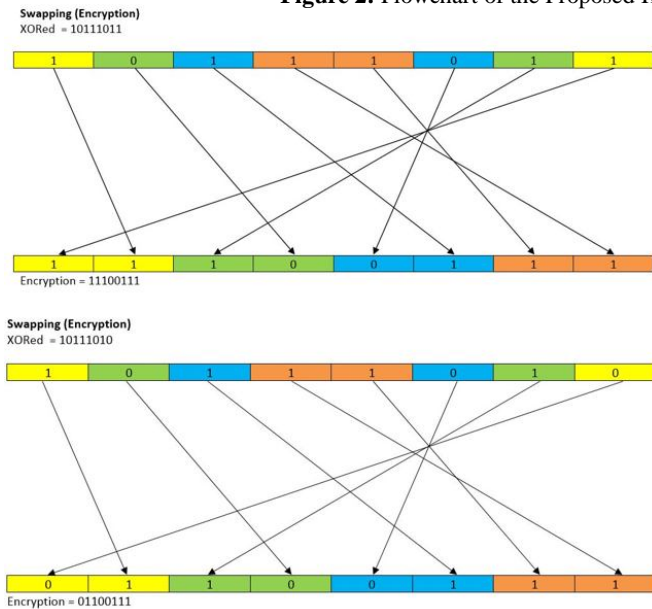 Figure 2: Flowchart of the Proposed
Swapping (Encryption)
XORed = 10111011
1 0 1 1 1 0 1 1
1 1 1 0 0 1 1 1
Encryption = 11100111
Swapping (Encryption)
XORed = 10111010
1 0 1 1 1 0 1 0
0 1 1 0 0 1 1 1
Encryption = 01100111